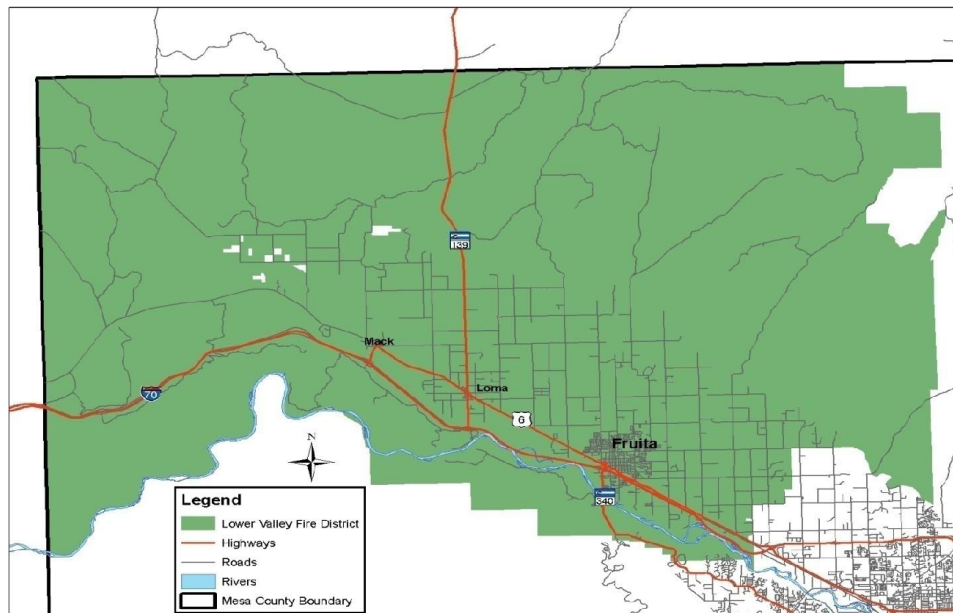 139
Mack
Loma
70
6
Fruita
N
340
Legend
Lower Valley Fire District
Highways
Roads
Rivers
Mesa County Boundary